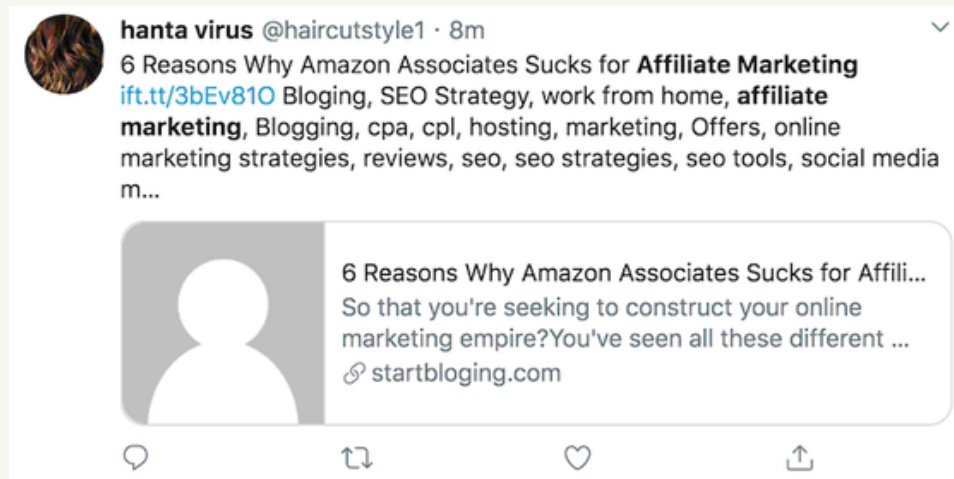 hanta virus @haircutstyle1 · 8m
6 Reasons Why Amazon Associates Sucks for Affiliate Marketing
ift.tt/3bEv81O Bloging, SEO Strategy, work from home, affiliate
marketing, Blogging, cpa, cpl, hosting, marketing, Offers, online
marketing strategies, reviews, seo, seo strategies, seo tools, social media
m...
6 Reasons Why Amazon Associates Sucks for Affili...
So that you're seeking to construct your online
marketing empire?You've seen all these different ...
startbloging.com